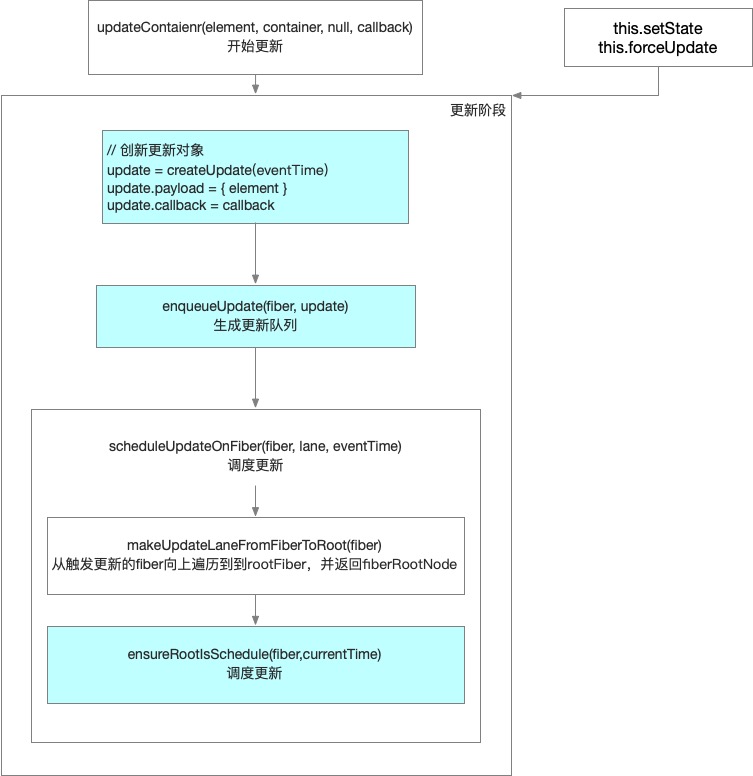 updateContaienr(element, container, null, callback)
开始更新
this.setState
this.forceUpdate
更新阶段
// 创新更新对象
update = createUpdate(eventTime)
update.payload = { element }
update.callback = callback
enqueueUpdate(fiber, update)
生成更新队列
scheduleUpdateOnFiber(fiber, lane, eventTime)
调度更新
makeUpdateLaneFromFiberToRoot(fiber)
从触发更新的fiber向上遍历到到rootFiber，并返回fiberRootNode
ensureRootIsSchedule(fiber,currentTime)
调度更新